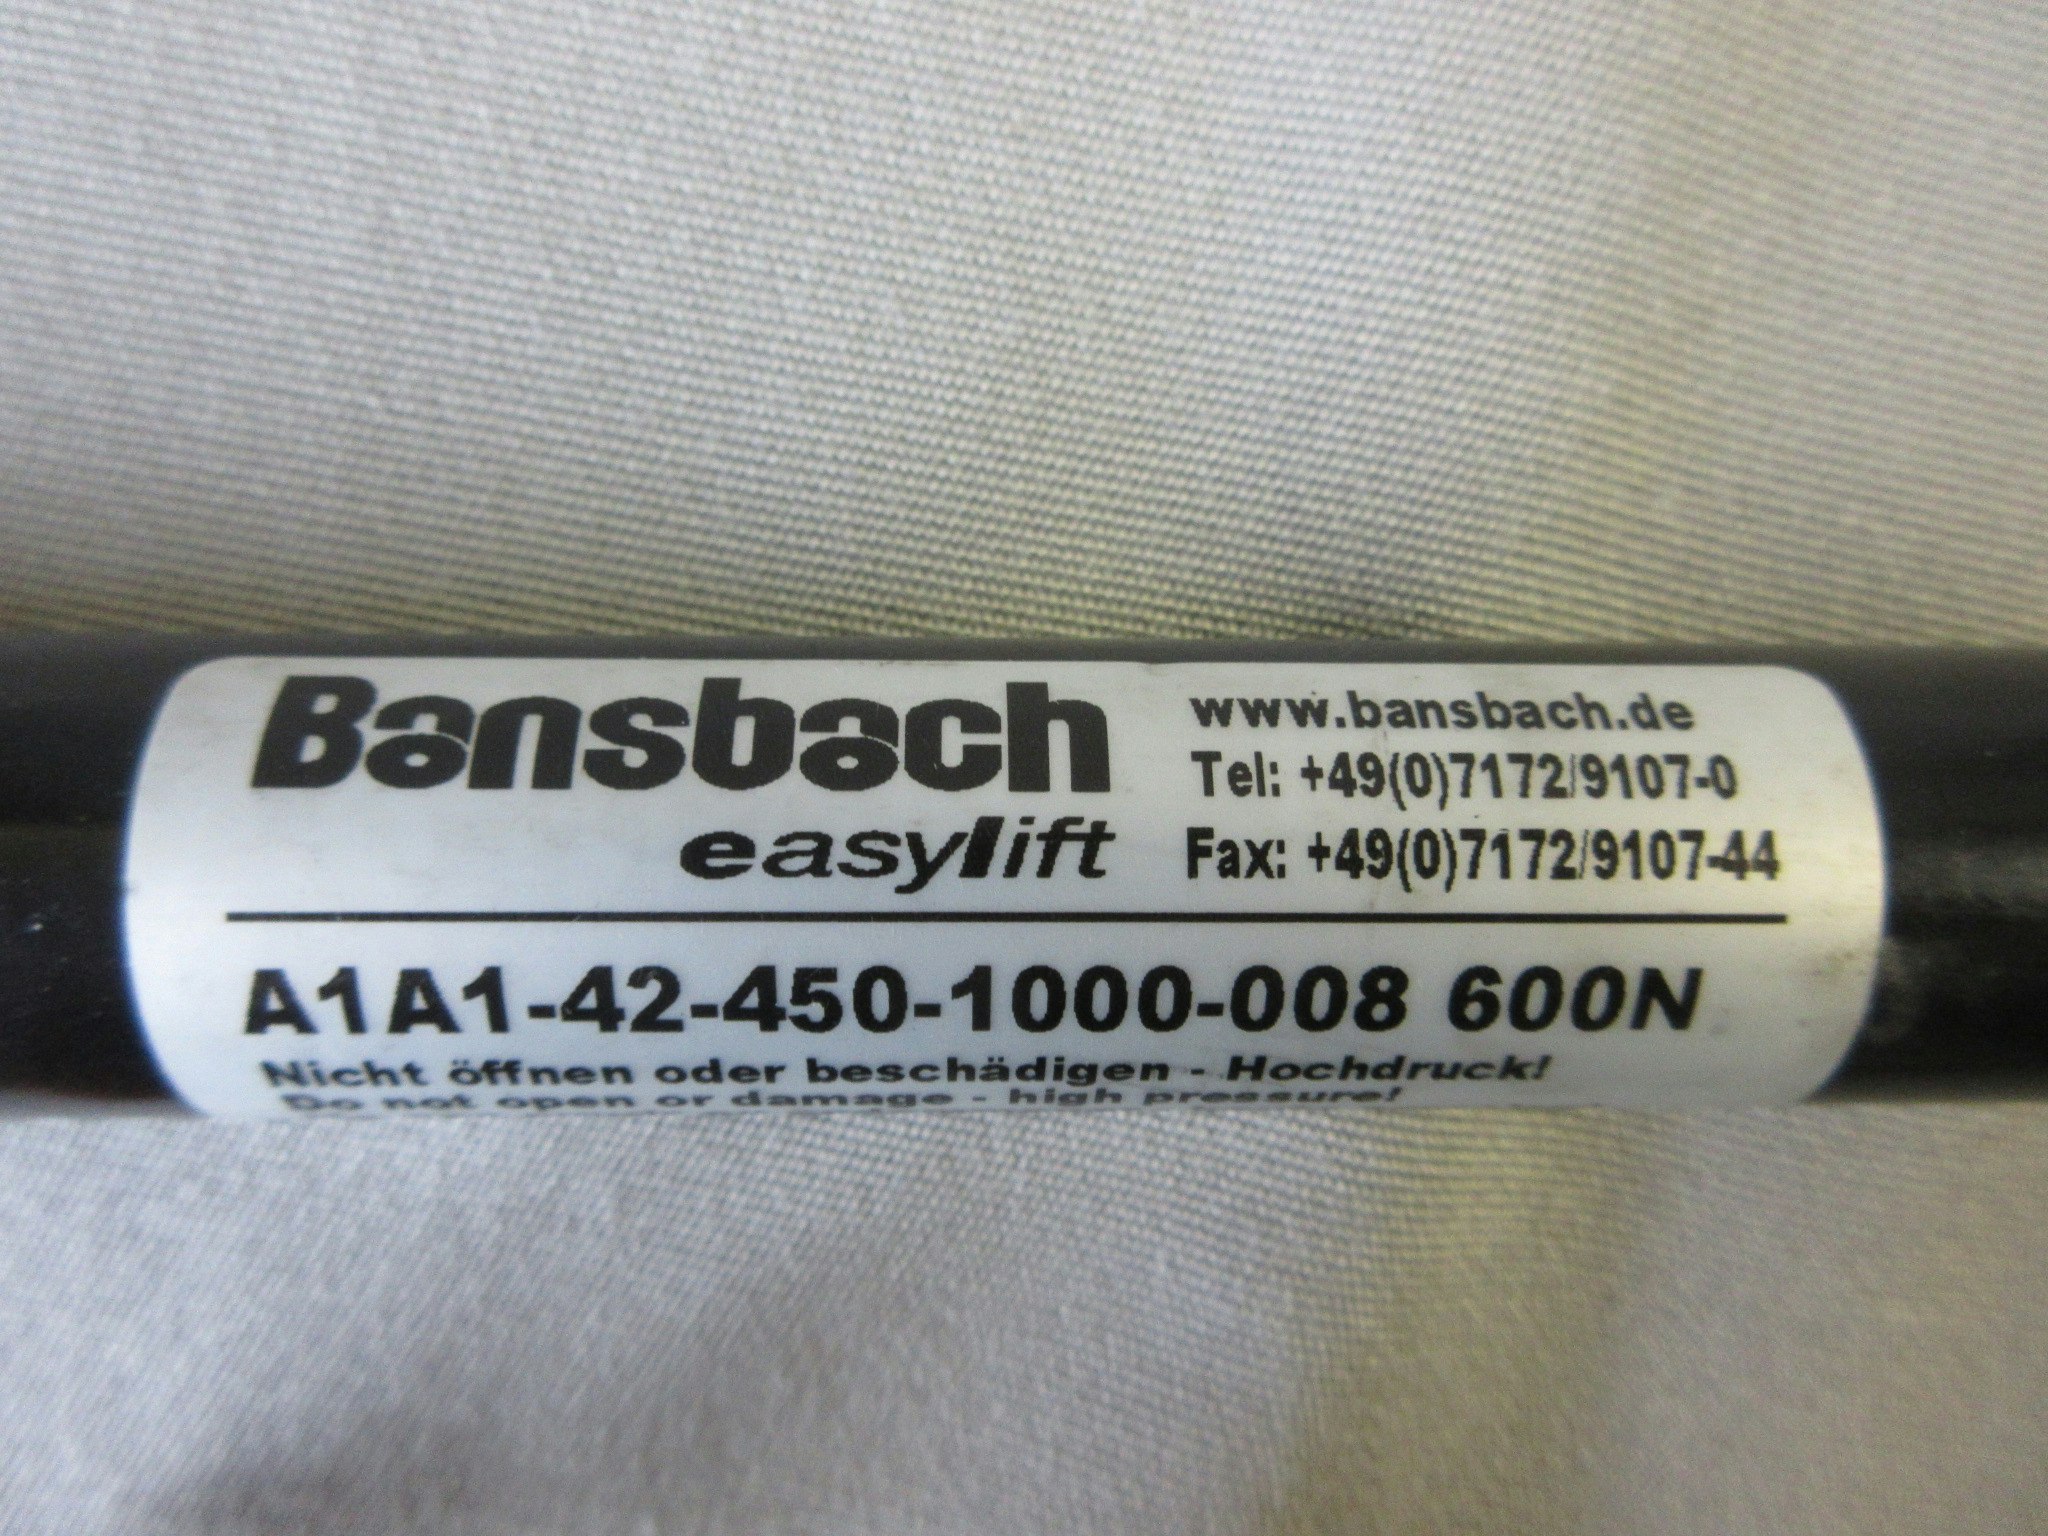 Bansbach
easylift
www.bansbach.de
Tel: +49(0)7172/9107-0
Fax: +49(0)7172/9107-44
A1A1-42-450-1000-008 600N
Nicht öffnen oder beschädigen - Hochdruck!
Do not open or damage - high pressure!